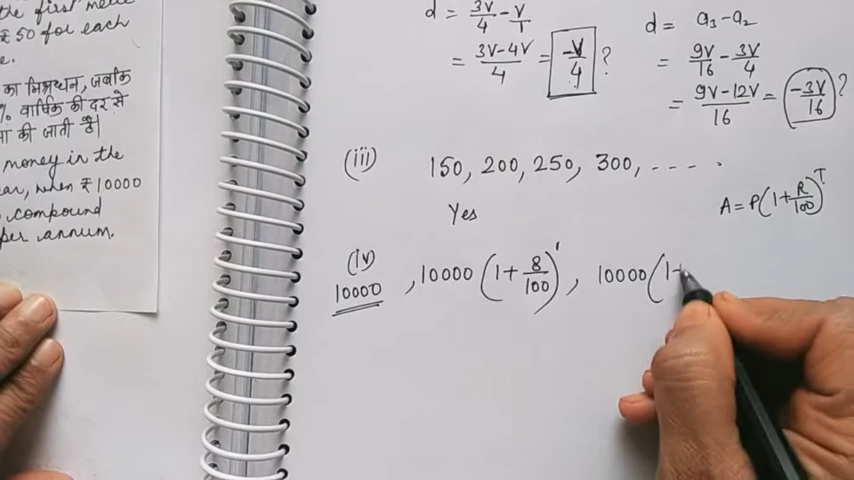 the first metre
₹50 for each
e.
का मिश्रधन, जबकि
% वार्षिक की दर से
की जाती है।
money in the
ear, when ₹10000
compound
per annum.
d = 3V/4 - V/1
= 3V-4V/4 = -V/4 ?
d = a3-a2
= 9V/16 - 3V/4
= 9V-12V/16 = -3V/16 ?
(iii) 150, 200, 250, 300, ---- .
Yes
A = P(1+R/100)^T
(iv)
10000 , 10000 (1+ 8/100)^1 , 10000 (1+